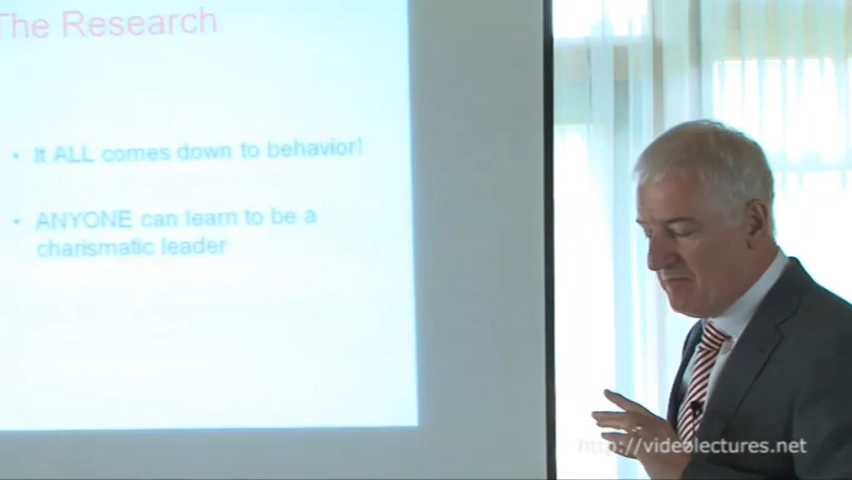 The Research
• It ALL comes down to behavior!
• ANYONE can learn to be a
charismatic leader
http://videolectures.net